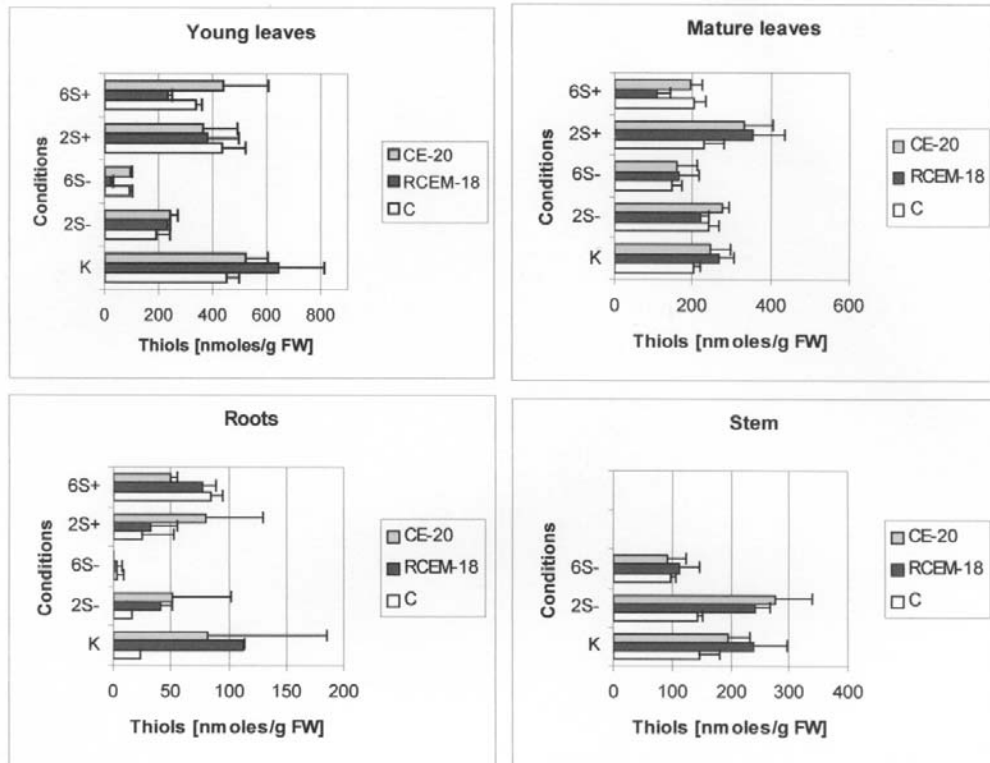 Young leaves
Conditions
6S+
2S+
6S-
2S-
K
0 200 400 600 800
Thiols [nmoles/g FW]
CE-20
RCEM-18
C
Mature leaves
Conditions
6S+
2S+
6S-
2S-
K
0 200 400 600
Thiols [nmoles/g FW]
CE-20
RCEM-18
C
Roots
Conditions
6S+
2S+
6S-
2S-
K
0 50 100 150 200
Thiols [nmoles/g FW]
CE-20
RCEM-18
C
Stem
Conditions
6S-
2S-
K
0 100 200 300 400
Thiols [nmoles/g FW]
CE-20
RCEM-18
C